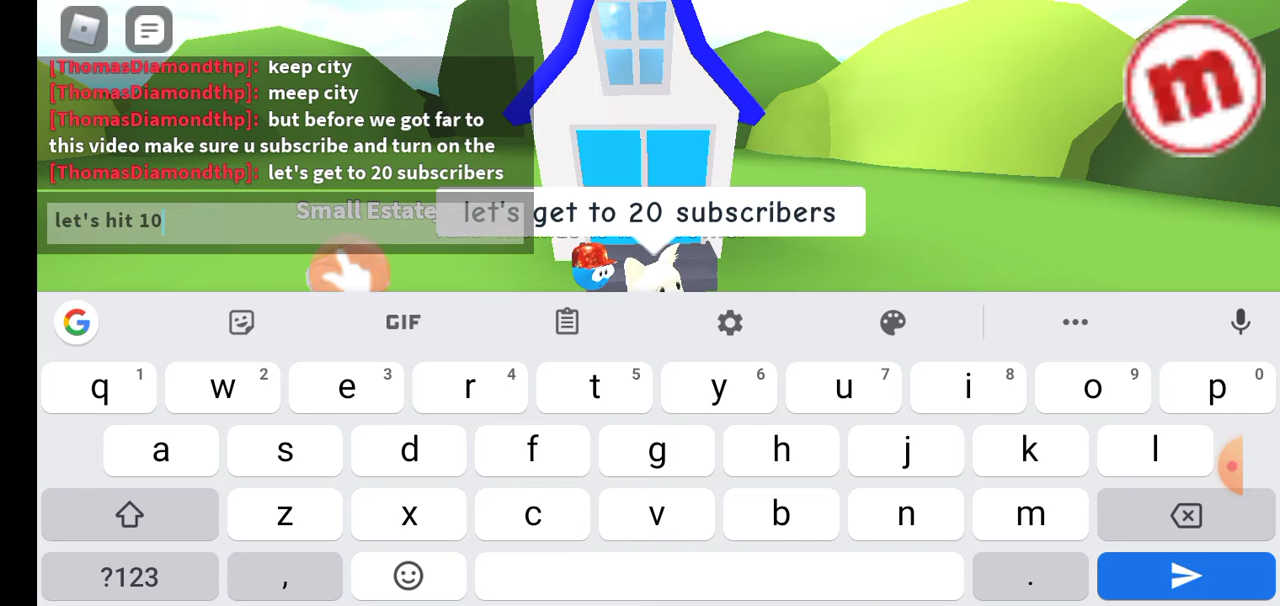 [ThomasDiamondthp]: keep city
[ThomasDiamondthp]: meep city
[ThomasDiamondthp]: but before we got far to
this video make sure u subscribe and turn on the
[ThomasDiamondthp]: let's get to 20 subscribers
let's hit 10
Small Estate
let's get to 20 subscribers
m
GIF
q 1 w 2 e 3 r 4 t 5 y 6 u 7 i 8 o 9 p 0
a s d f g h j k l
z x c v b n m
?123 , .